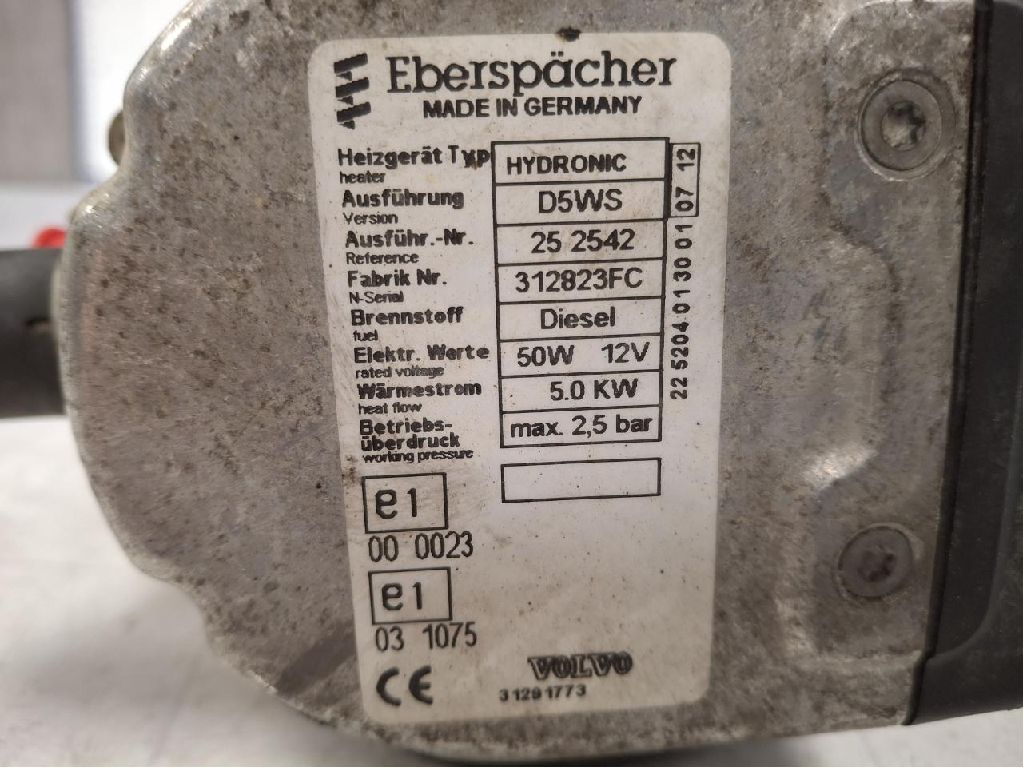 Eberspächer
MADE IN GERMANY
Heizgerät Typ HYDRONIC
heater
Ausführung D5WS
Version
Ausführ.-Nr. 25 2542
Reference
Fabrik Nr. 312823FC
N-Serial
Brennstoff Diesel
fuel
Elektr. Werte 50W 12V
rated voltage
Wärmestrom 5.0 KW
heat flow
Betriebs-
überdruck max. 2,5 bar
working pressure
22 5204 01 30 01 07 12
e1
00 0023
e1
03 1075
CE
VOLVO
31291773